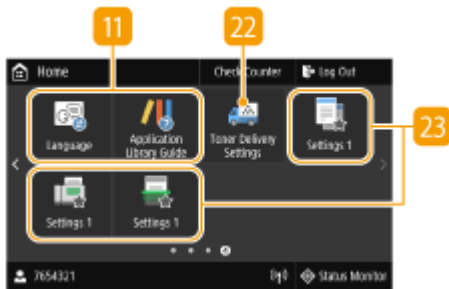 11
22
Home
Check Counter
Log Out
Language
Application
Library Guide
Toner Delivery
Settings
Settings 1
23
Settings 1
Settings 1
7654321
Status Monitor